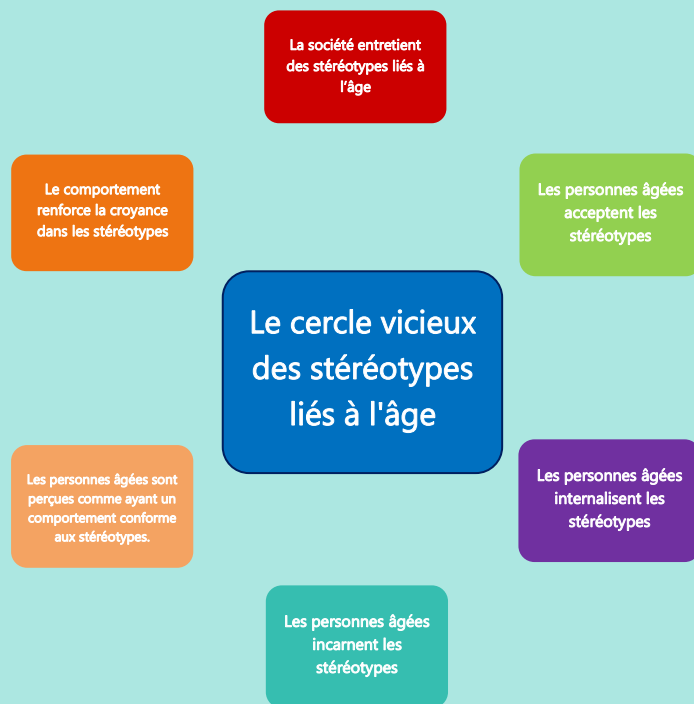 La société entretient
des stéréotypes liés à
l'âge
Les personnes âgées
acceptent les
stéréotypes
Les personnes âgées
internalisent les
stéréotypes
Les personnes âgées
incarnent les
stéréotypes
Les personnes âgées sont
perçues comme ayant un
comportement conforme
aux stéréotypes.
Le comportement
renforce la croyance
dans les stéréotypes
Le cercle vicieux
des stéréotypes
liés à l'âge